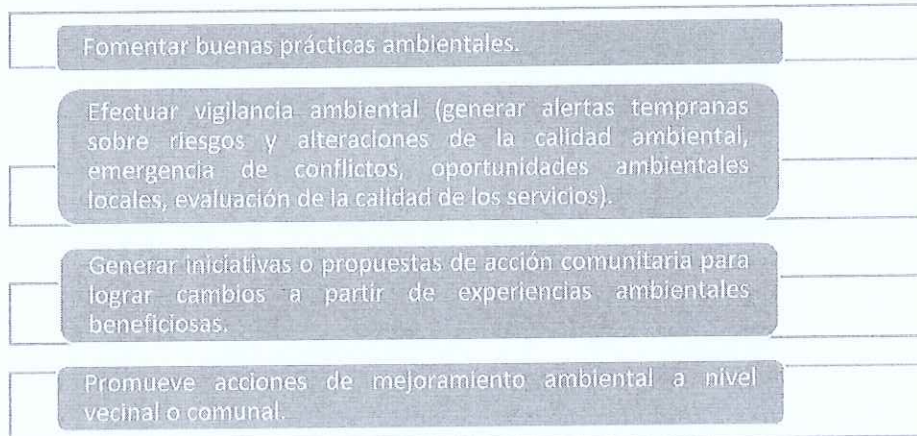 Fomentar buenas prácticas ambientales.
Efectuar vigilancia ambiental (generar alertas tempranas
sobre riesgos y alteraciones de la calidad ambiental,
emergencia de conflictos, oportunidades ambientales
locales, evaluación de la calidad de los servicios).
Generar iniciativas o propuestas de acción comunitaria para
lograr cambios a partir de experiencias ambientales
beneficiosas.
Promueve acciones de mejoramiento ambiental a nivel
vecinal o comunal.